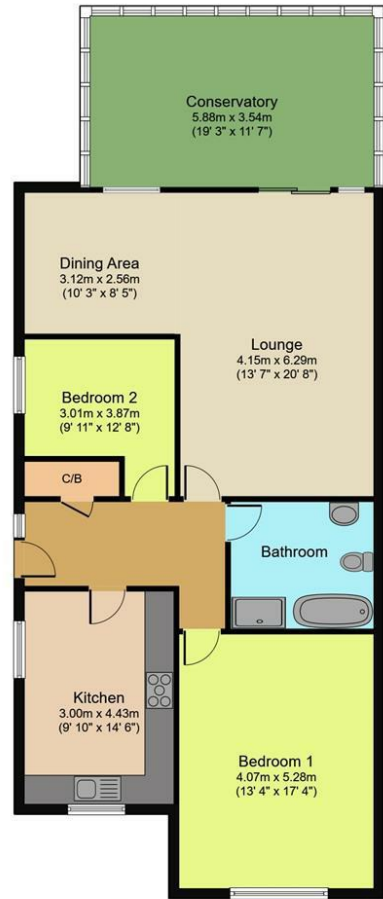 Conservatory
5.88m x 3.54m
(19' 3" x 11' 7")
Dining Area
3.12m x 2.56m
(10' 3" x 8' 5")
Lounge
4.15m x 6.29m
(13' 7" x 20' 8")
Bedroom 2
3.01m x 3.87m
(9' 11" x 12' 8")
C/B
Bathroom
Kitchen
3.00m x 4.43m
(9' 10" x 14' 6")
Bedroom 1
4.07m x 5.28m
(13' 4" x 17' 4")